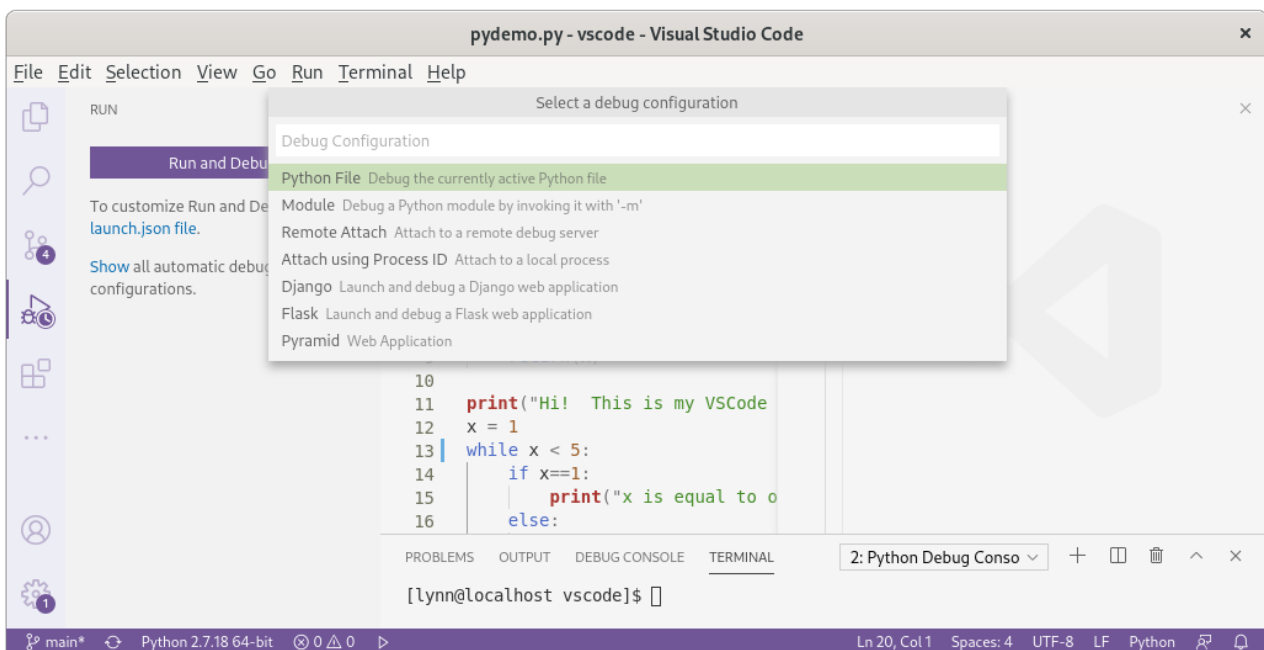 pydemo.py - vscode - Visual Studio Code
File Edit Selection View Go Run Terminal Help
RUN
Select a debug configuration
Debug Configuration
Run and Debu
Python File Debug the currently active Python file
To customize Run and De
launch.json file.
Module Debug a Python module by invoking it with '-m'
Remote Attach Attach to a remote debug server
4
Show all automatic debug
configurations.
Attach using Process ID Attach to a local process
Django Launch and debug a Django web application
Flask Launch and debug a Flask web application
Pyramid Web Application
10
11 print("Hi! This is my VSCode
12 x = 1
13 while x < 5:
14 if x==1:
15 print("x is equal to o
16 else:
PROBLEMS OUTPUT DEBUG CONSOLE TERMINAL 2: Python Debug Conso
[lynn@localhost vscode]$
1
main* Python 2.7.18 64-bit 0 0 Ln 20, Col 1 Spaces: 4 UTF-8 LF Python